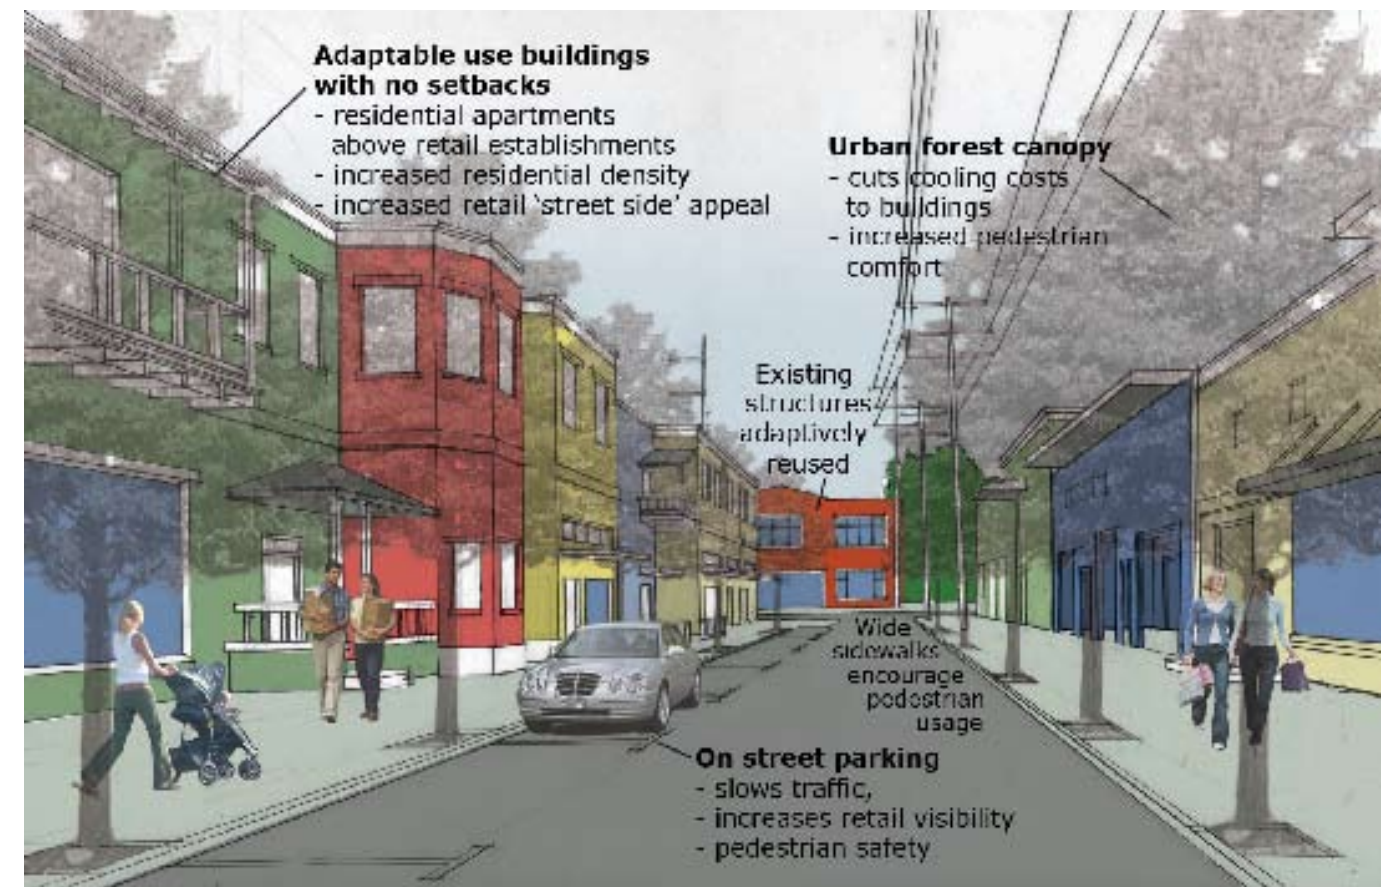 Adaptable use buildings
with no setbacks
- residential apartments
above retail establishments
- increased residential density
- increased retail ‘street side’ appeal
Urban forest canopy
- cuts cooling costs
to buildings
- increased pedestrian
comfort
Existing
structures
adaptively
reused
Wide
sidewalks
encourage
pedestrian
usage
On street parking
- slows traffic,
- increases retail visibility
- pedestrian safety